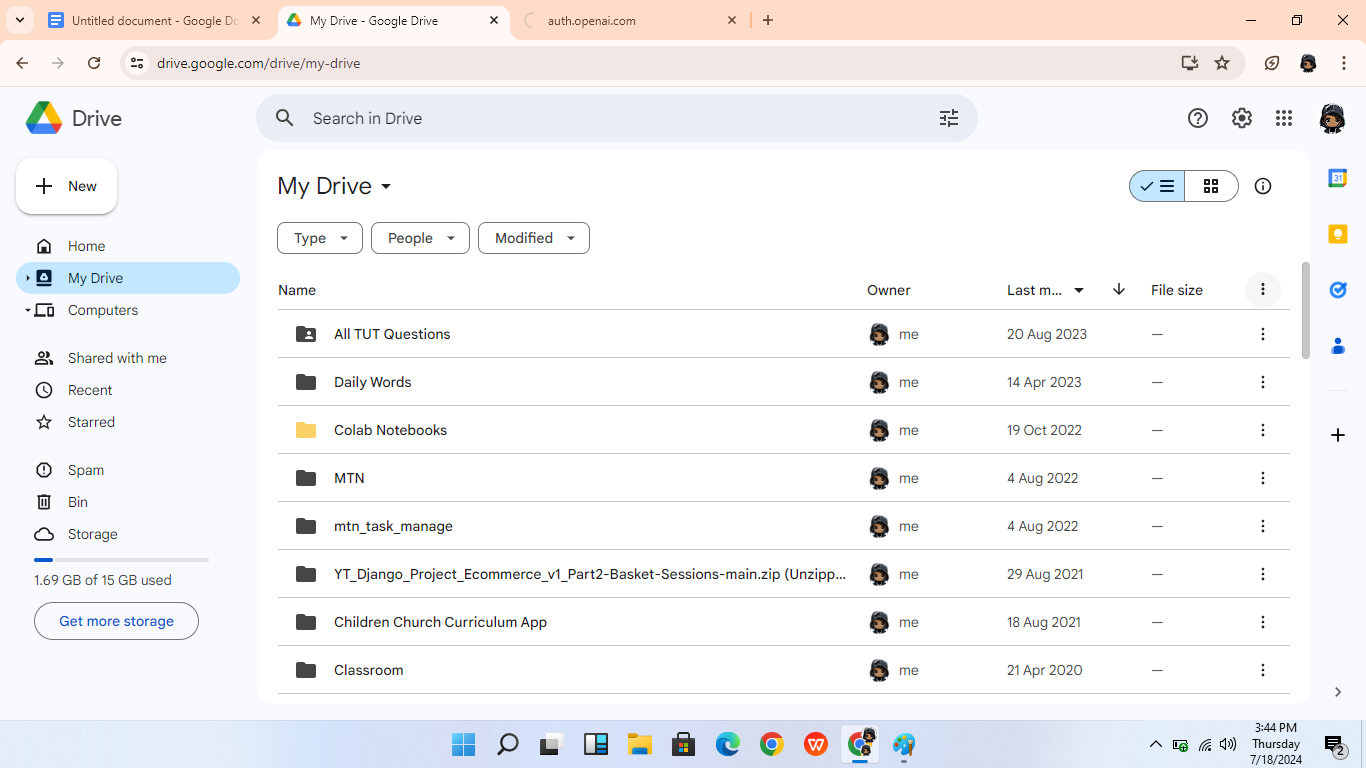 Untitled document - Google Do
My Drive - Google Drive
auth.openai.com
drive.google.com/drive/my-drive
Drive
Search in Drive
New
Home
My Drive
Computers
Shared with me
Recent
Starred
Spam
Bin
Storage
1.69 GB of 15 GB used
Get more storage
My Drive
Type People Modified
Name Owner Last m... File size
All TUT Questions me 20 Aug 2023 —
Daily Words me 14 Apr 2023 —
Colab Notebooks me 19 Oct 2022 —
MTN me 4 Aug 2022 —
mtn_task_manage me 4 Aug 2022 —
YT_Django_Project_Ecommerce_v1_Part2-Basket-Sessions-main.zip (Unzipp... me 29 Aug 2021 —
Children Church Curriculum App me 18 Aug 2021 —
Classroom me 21 Apr 2020 —
31
W
3:44 PM
Thursday
7/18/2024
2